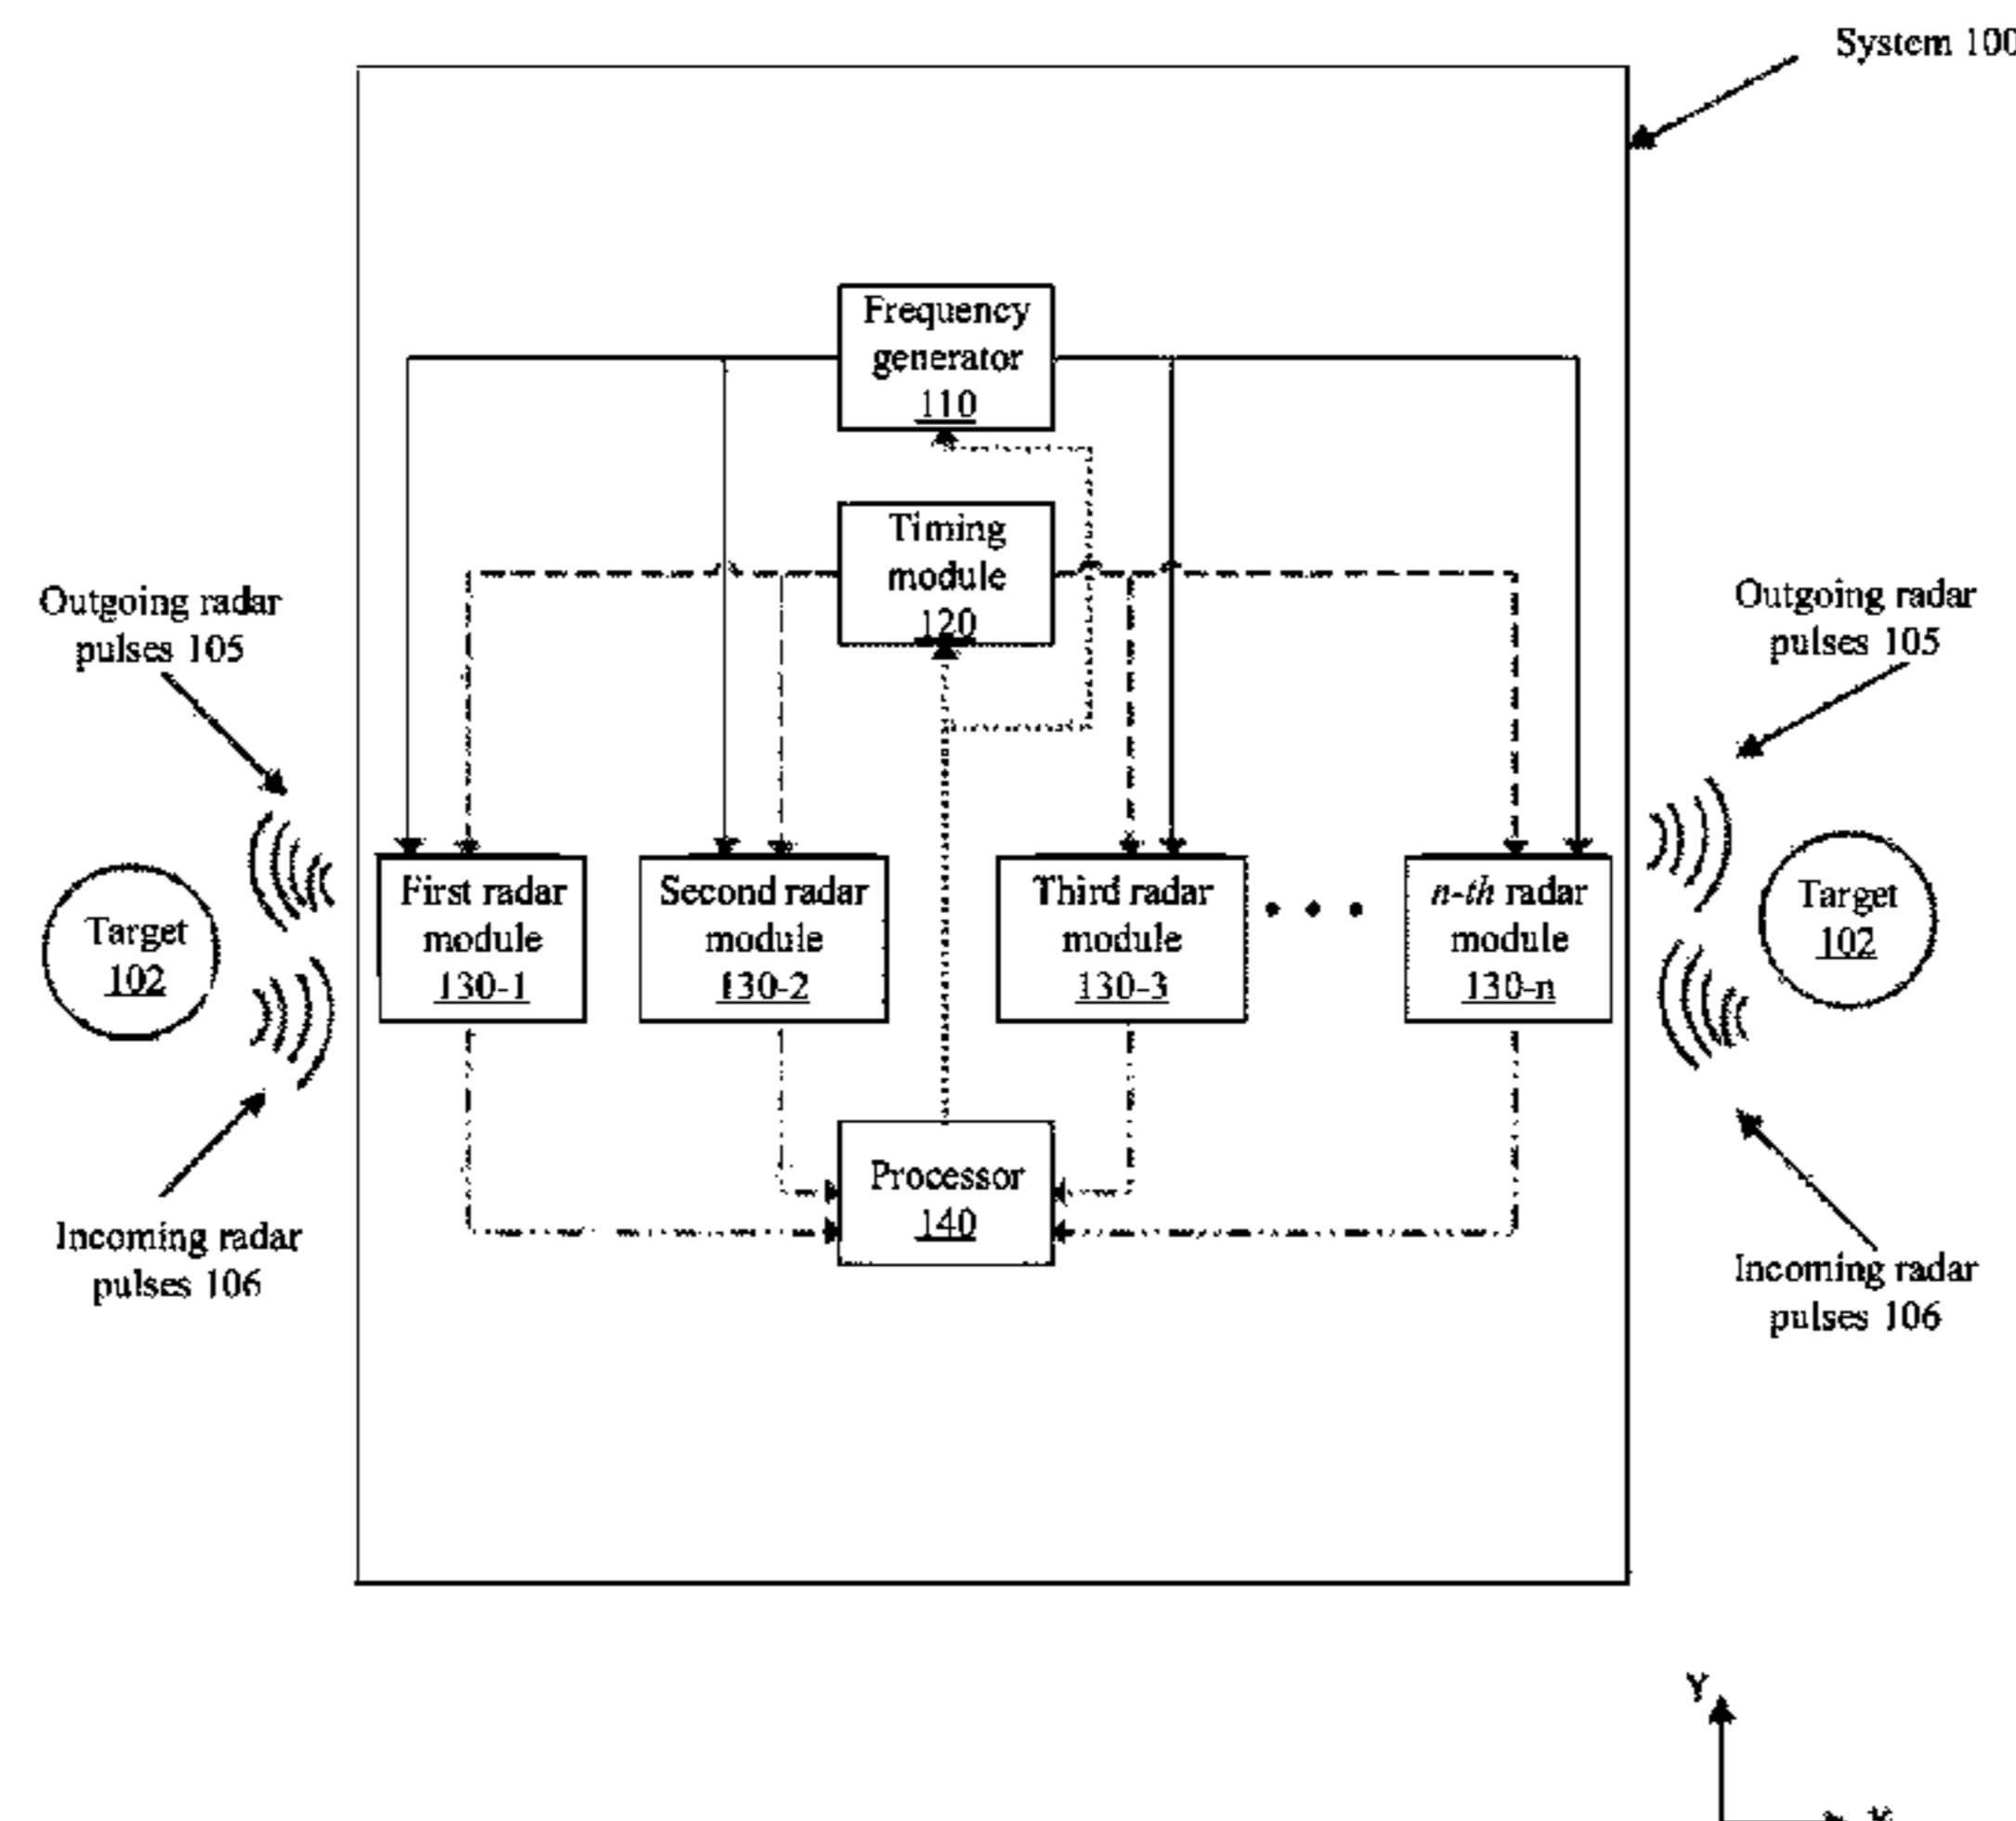 System 100
Frequency
generator
110
Timing
module
120
Outgoing radar
pulses 105
Outgoing radar
pulses 105
Target
102
First radar
module
130-1
Second radar
module
130-2
Third radar
module
130-3
n-th radar
module
130-n
Target
102
Processor
140
Incoming radar
pulses 106
Incoming radar
pulses 106
Y